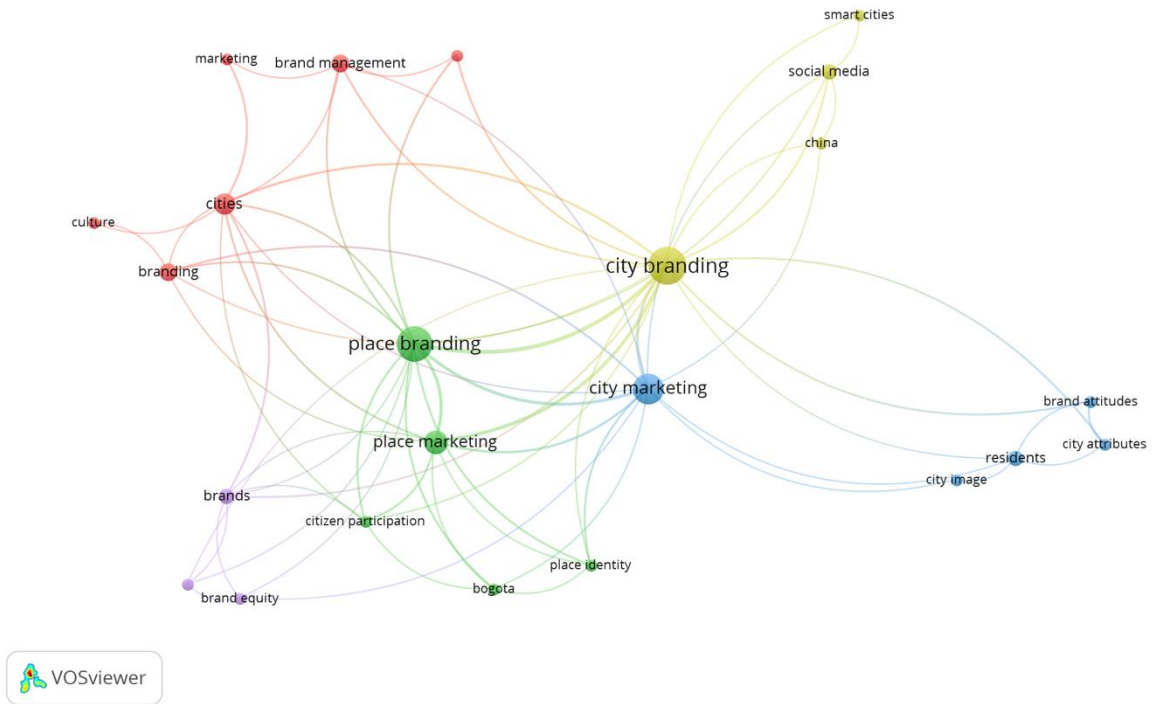 smart cities
marketing
brand management
social media
china
cities
culture
branding
city branding
place branding
city marketing
brand attitudes
place marketing
city attributes
residents
city image
brands
citizen participation
place identity
bogota
brand equity
VOSviewer